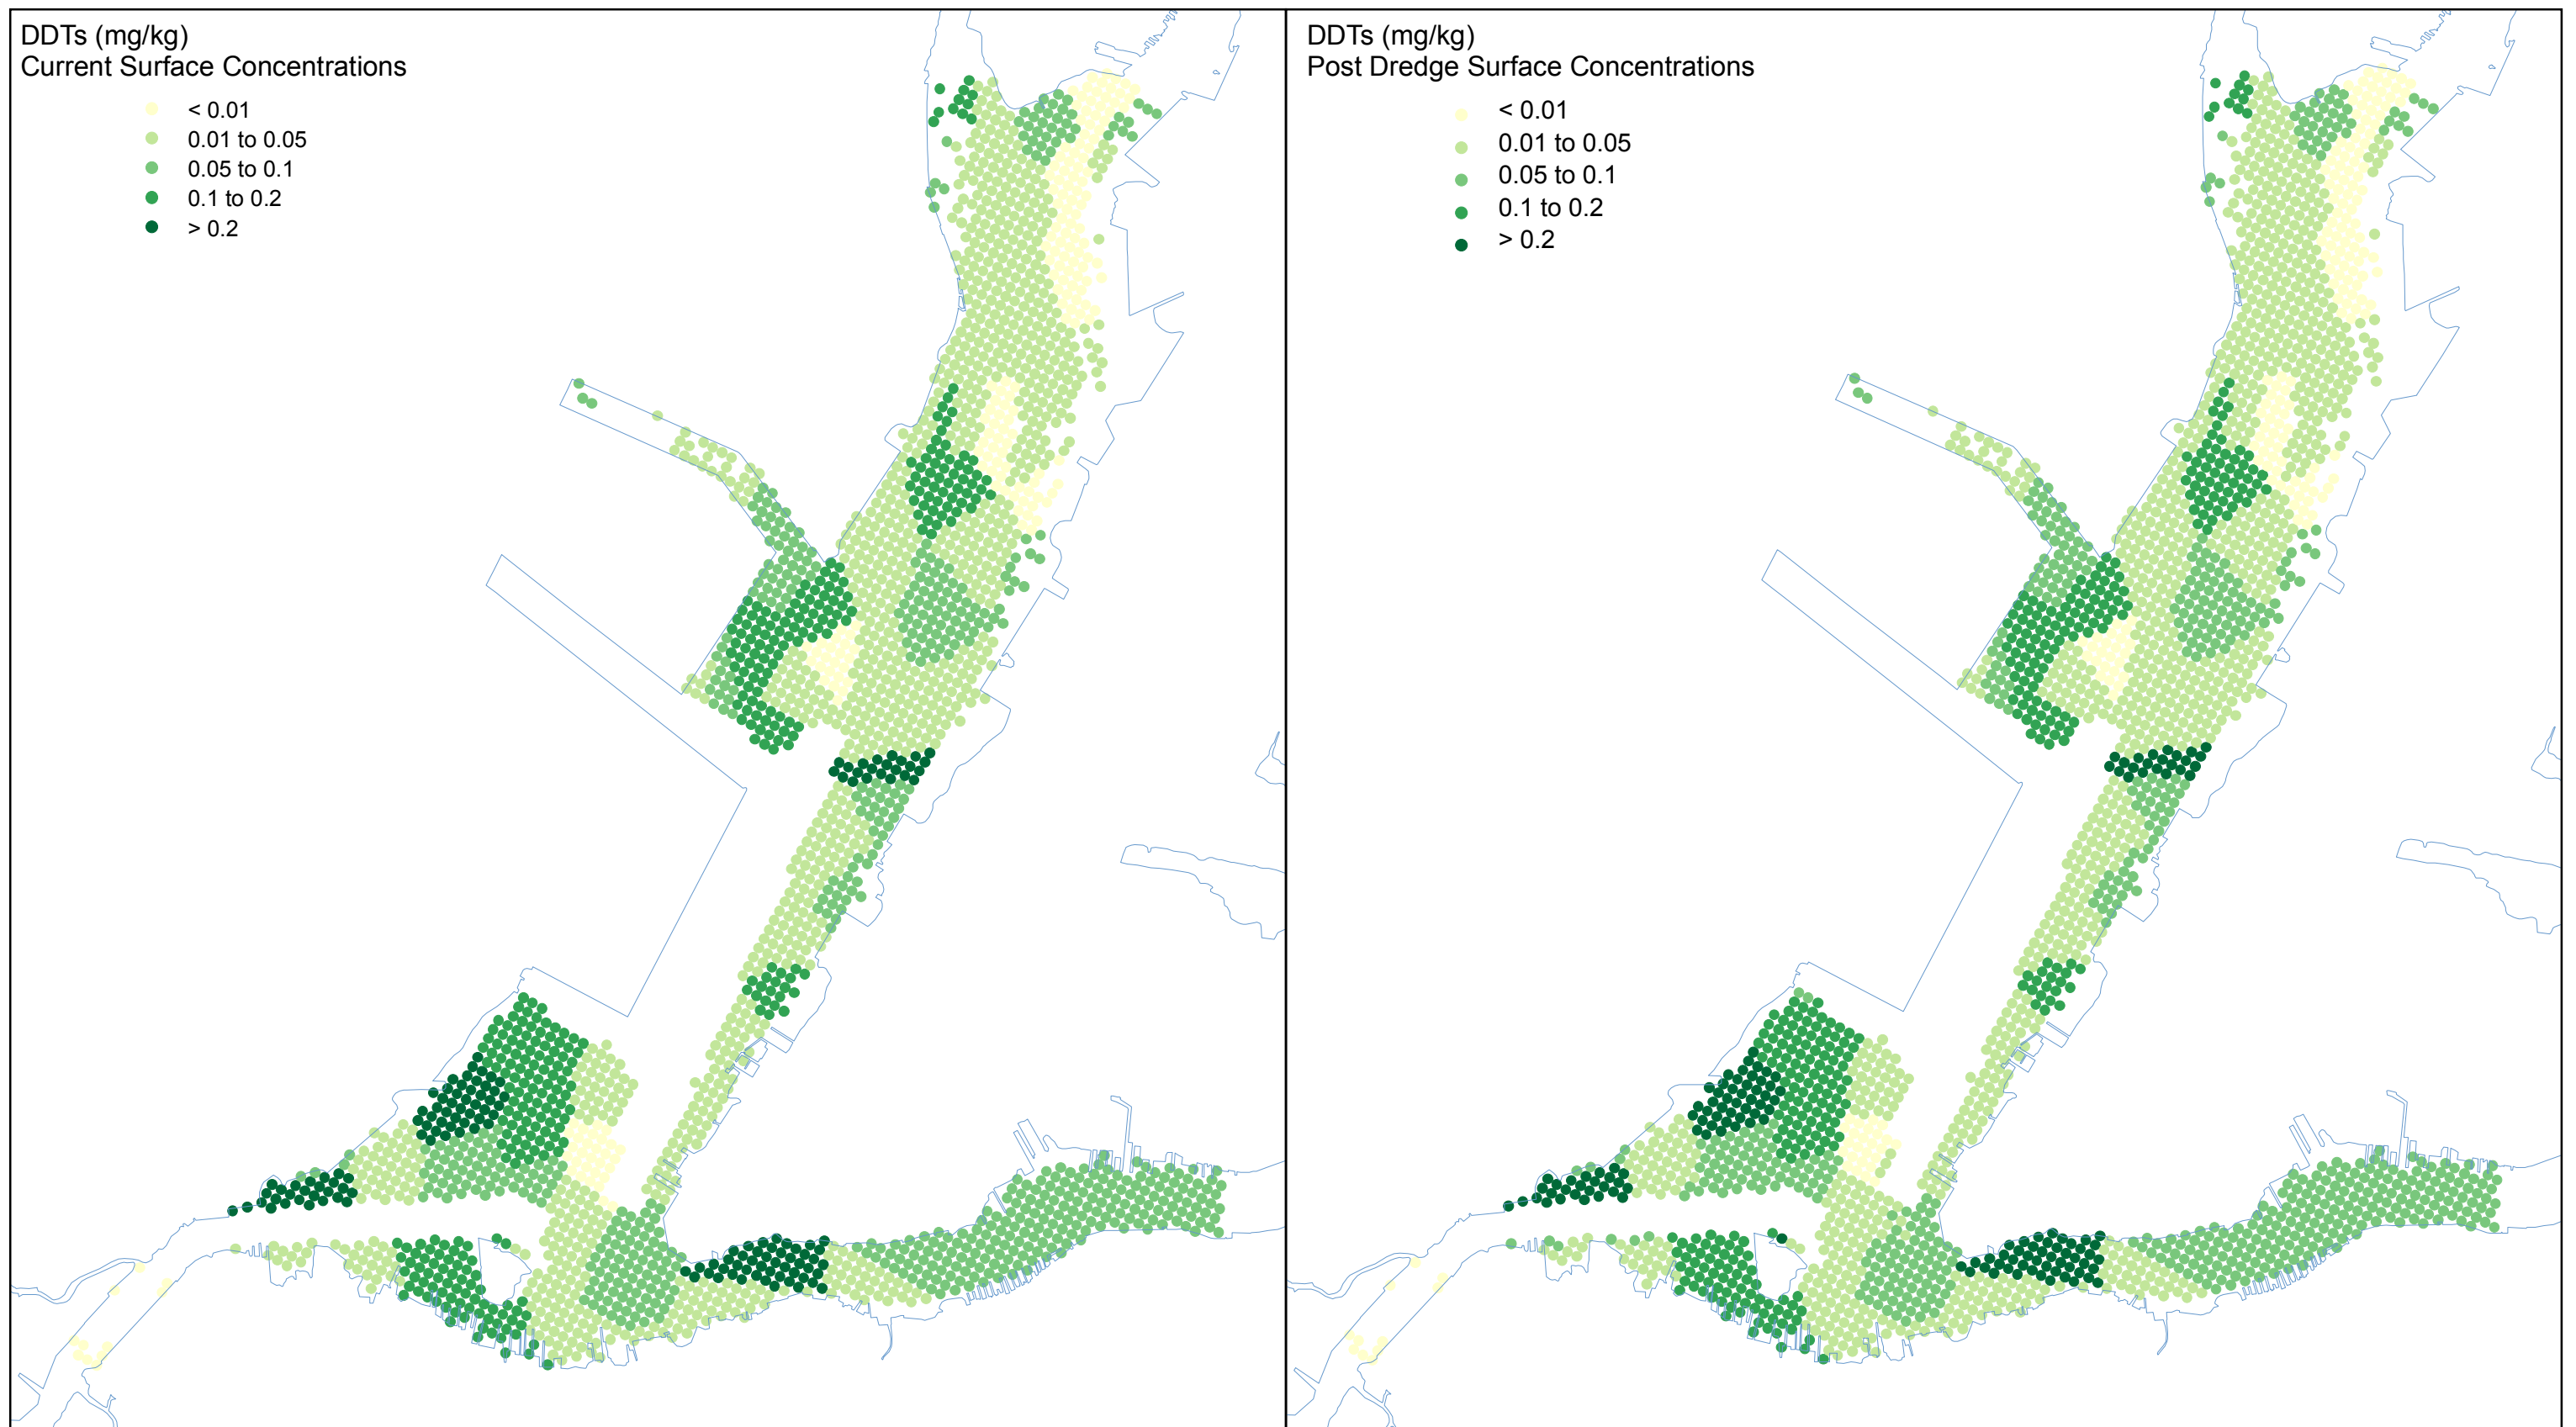 DDTs (mg/kg)
Current Surface Concentrations
< 0.01
0.01 to 0.05
0.05 to 0.1
0.1 to 0.2
> 0.2
DDTs (mg/kg)
Post Dredge Surface Concentrations
< 0.01
0.01 to 0.05
0.05 to 0.1
0.1 to 0.2
> 0.2